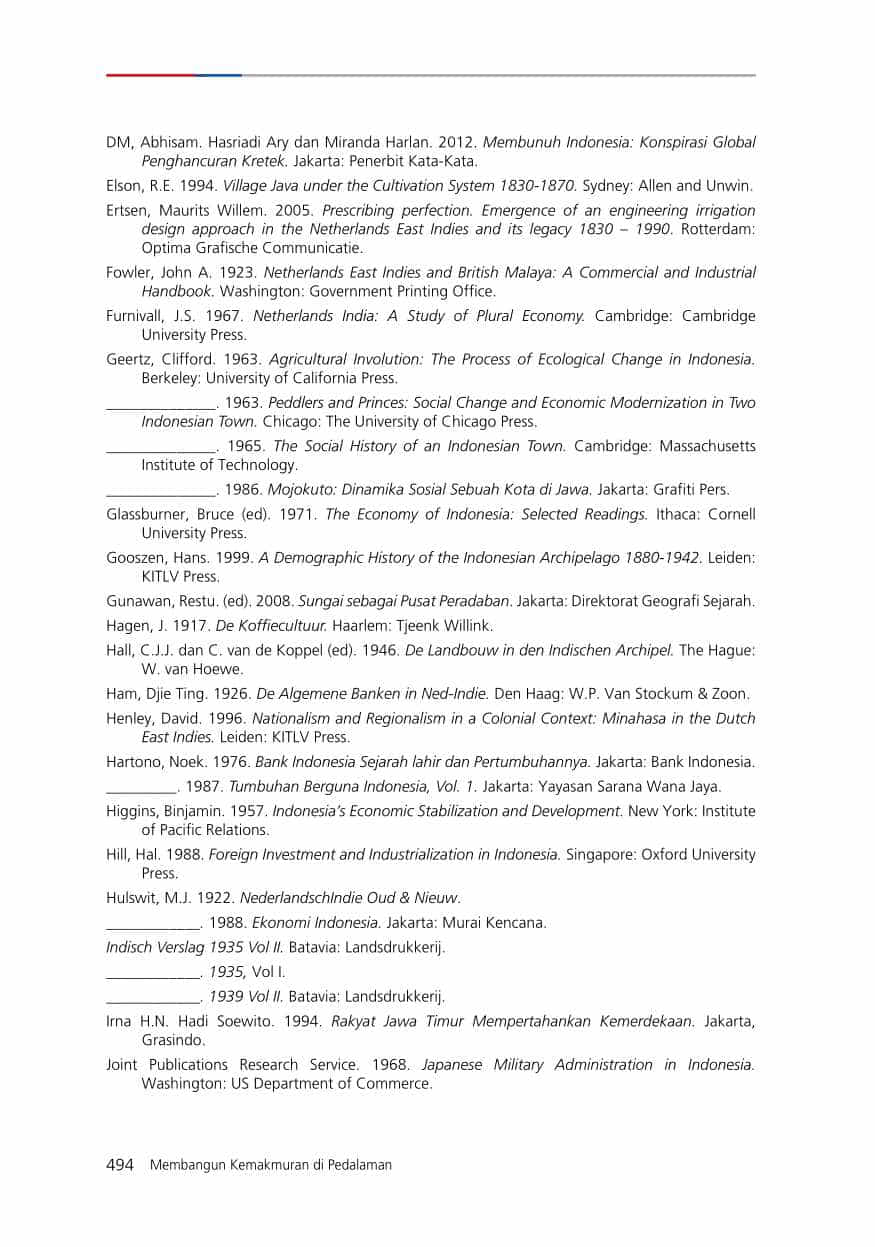 DM, Abhisam. Hasriadi Ary dan Miranda Harlan. 2012. Membunuh Indonesia: Konspirasi Global
Penghancuran Kretek. Jakarta: Penerbit Kata-Kata.
Elson, R.E. 1994. Village Java under the Cultivation System 1830-1870. Sydney: Allen and Unwin.
Ertsen, Maurits Willem. 2005. Prescribing perfection. Emergence of an engineering irrigation
design approach in the Netherlands East Indies and its legacy 1830 – 1990. Rotterdam:
Optima Grafische Communicatie.
Fowler, John A. 1923. Netherlands East Indies and British Malaya: A Commercial and Industrial
Handbook. Washington: Government Printing Office.
Furnivall, J.S. 1967. Netherlands India: A Study of Plural Economy. Cambridge: Cambridge
University Press.
Geertz, Clifford. 1963. Agricultural Involution: The Process of Ecological Change in Indonesia.
Berkeley: University of California Press.
______________. 1963. Peddlers and Princes: Social Change and Economic Modernization in Two
Indonesian Town. Chicago: The University of Chicago Press.
______________. 1965. The Social History of an Indonesian Town. Cambridge: Massachusetts
Institute of Technology.
______________. 1986. Mojokuto: Dinamika Sosial Sebuah Kota di Jawa. Jakarta: Grafiti Pers.
Glassburner, Bruce (ed). 1971. The Economy of Indonesia: Selected Readings. Ithaca: Cornell
University Press.
Gooszen, Hans. 1999. A Demographic History of the Indonesian Archipelago 1880-1942. Leiden:
KITLV Press.
Gunawan, Restu. (ed). 2008. Sungai sebagai Pusat Peradaban. Jakarta: Direktorat Geografi Sejarah.
Hagen, J. 1917. De Koffiecultuur. Haarlem: Tjeenk Willink.
Hall, C.J.J. dan C. van de Koppel (ed). 1946. De Landbouw in den Indischen Archipel. The Hague:
W. van Hoewe.
Ham, Djie Ting. 1926. De Algemene Banken in Ned-Indie. Den Haag: W.P. Van Stockum & Zoon.
Henley, David. 1996. Nationalism and Regionalism in a Colonial Context: Minahasa in the Dutch
East Indies. Leiden: KITLV Press.
Hartono, Noek. 1976. Bank Indonesia Sejarah lahir dan Pertumbuhannya. Jakarta: Bank Indonesia.
_________. 1987. Tumbuhan Berguna Indonesia, Vol. 1. Jakarta: Yayasan Sarana Wana Jaya.
Higgins, Binjamin. 1957. Indonesia's Economic Stabilization and Development. New York: Institute
of Pacific Relations.
Hill, Hal. 1988. Foreign Investment and Industrialization in Indonesia. Singapore: Oxford University
Press.
Hulswit, M.J. 1922. NederlandschIndie Oud & Nieuw.
____________. 1988. Ekonomi Indonesia. Jakarta: Murai Kencana.
Indisch Verslag 1935 Vol II. Batavia: Landsdrukkerij.
____________. 1935, Vol I.
____________. 1939 Vol II. Batavia: Landsdrukkerij.
Irna H.N. Hadi Soewito. 1994. Rakyat Jawa Timur Mempertahankan Kemerdekaan. Jakarta,
Grasindo.
Joint Publications Research Service. 1968. Japanese Military Administration in Indonesia.
Washington: US Department of Commerce.
494 Membangun Kemakmuran di Pedalaman